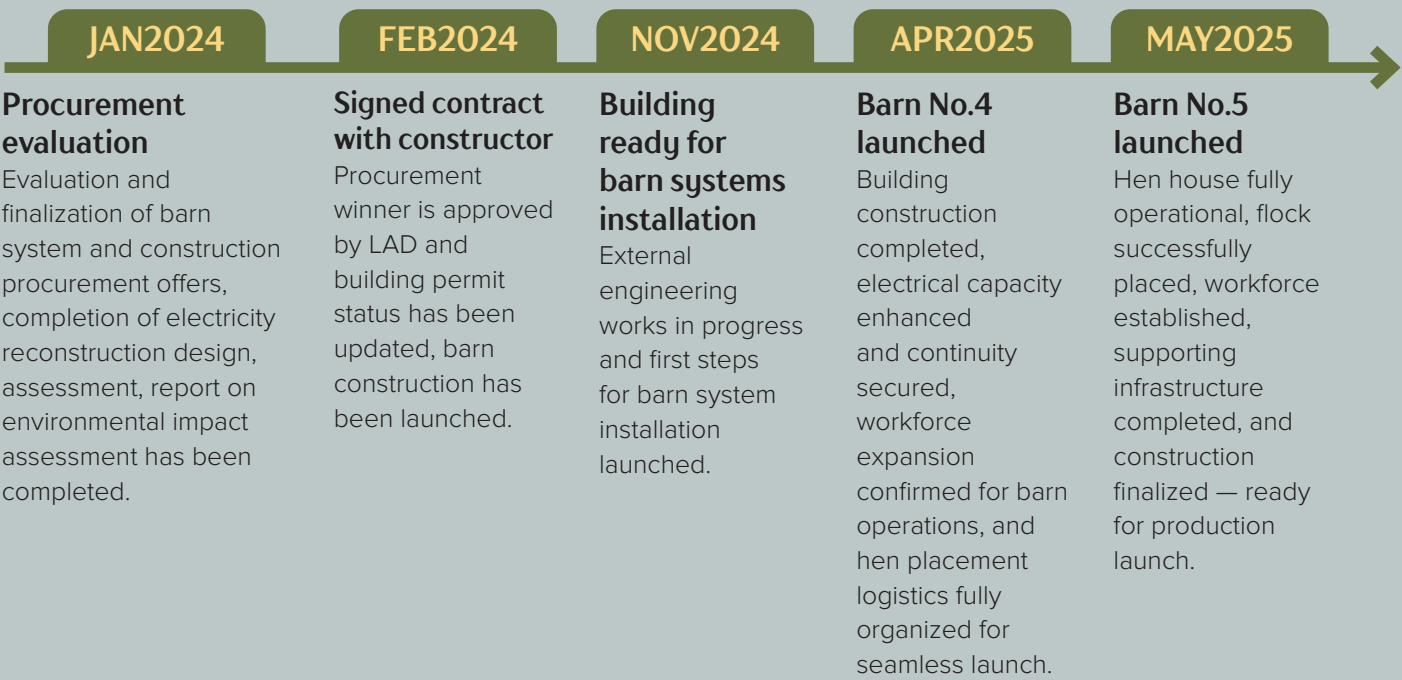 JAN2024
Procurement
evaluation
Evaluation and
finalization of barn
system and construction
procurement offers,
completion of electricity
reconstruction design,
assessment, report on
environmental impact
assessment has been
completed.
FEB2024
Signed contract
with constructor
Procurement
winner is approved
by LAD and
building permit
status has been
updated, barn
construction has
been launched.
NOV2024
Building
ready for
barn systems
installation
External
engineering
works in progress
and first steps
for barn system
installation
launched.
APR2025
Barn No.4
launched
Building
construction
completed,
electrical capacity
enhanced
and continuity
secured,
workforce
expansion
confirmed for barn
operations, and
hen placement
logistics fully
organized for
seamless launch.
MAY2025
Barn No.5
launched
Hen house fully
operational, flock
successfully
placed, workforce
established,
supporting
infrastructure
completed, and
construction
finalized — ready
for production
launch.